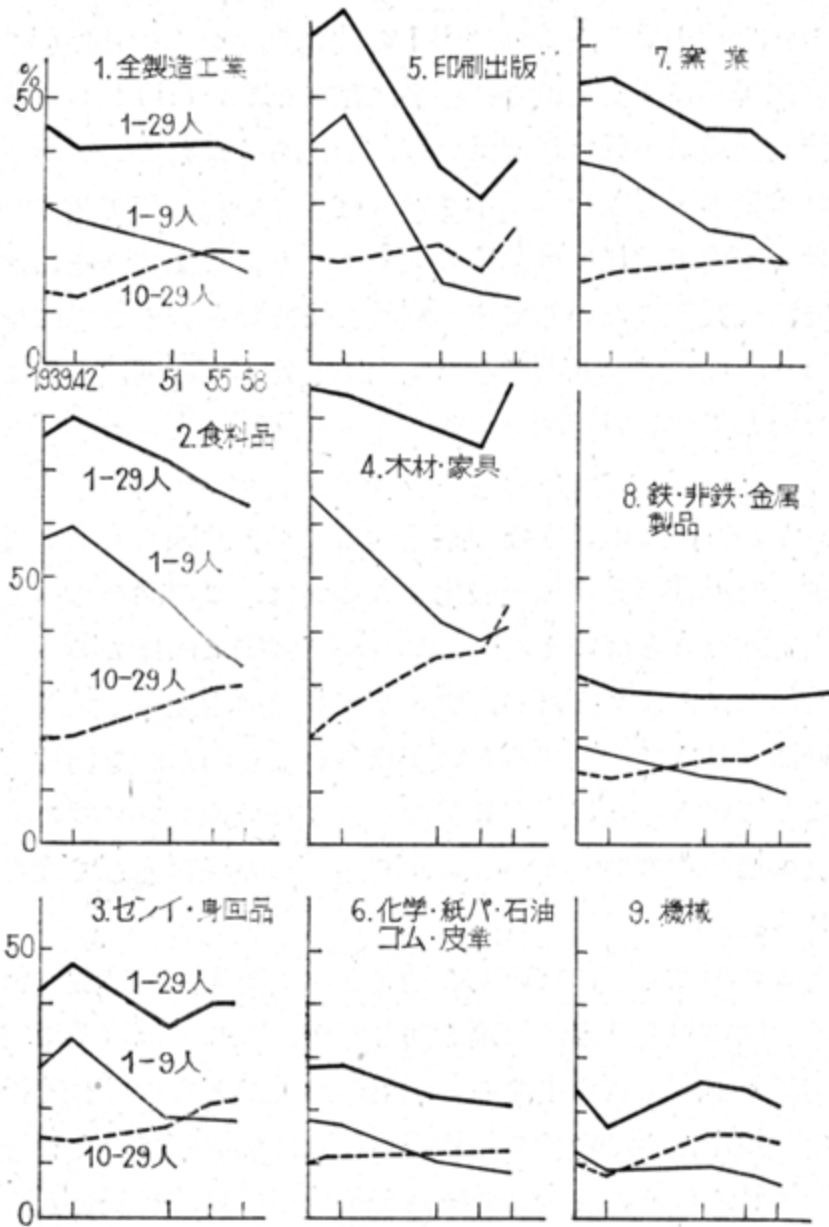 %
50
0
1.全製造工業
1-29人
1-9人
10-29人
1939.42 51 55 58
5.印刷出版
7.窯業
50
0
2.食料品
1-29人
1-9人
10-29人
4.木材・家具
8.鉄・非鉄・金属
製品
50
0
3.センイ・身回品
1-29人
1-9人
10-29人
6.化学・紙パ・石油
ゴム・皮革
9.機械